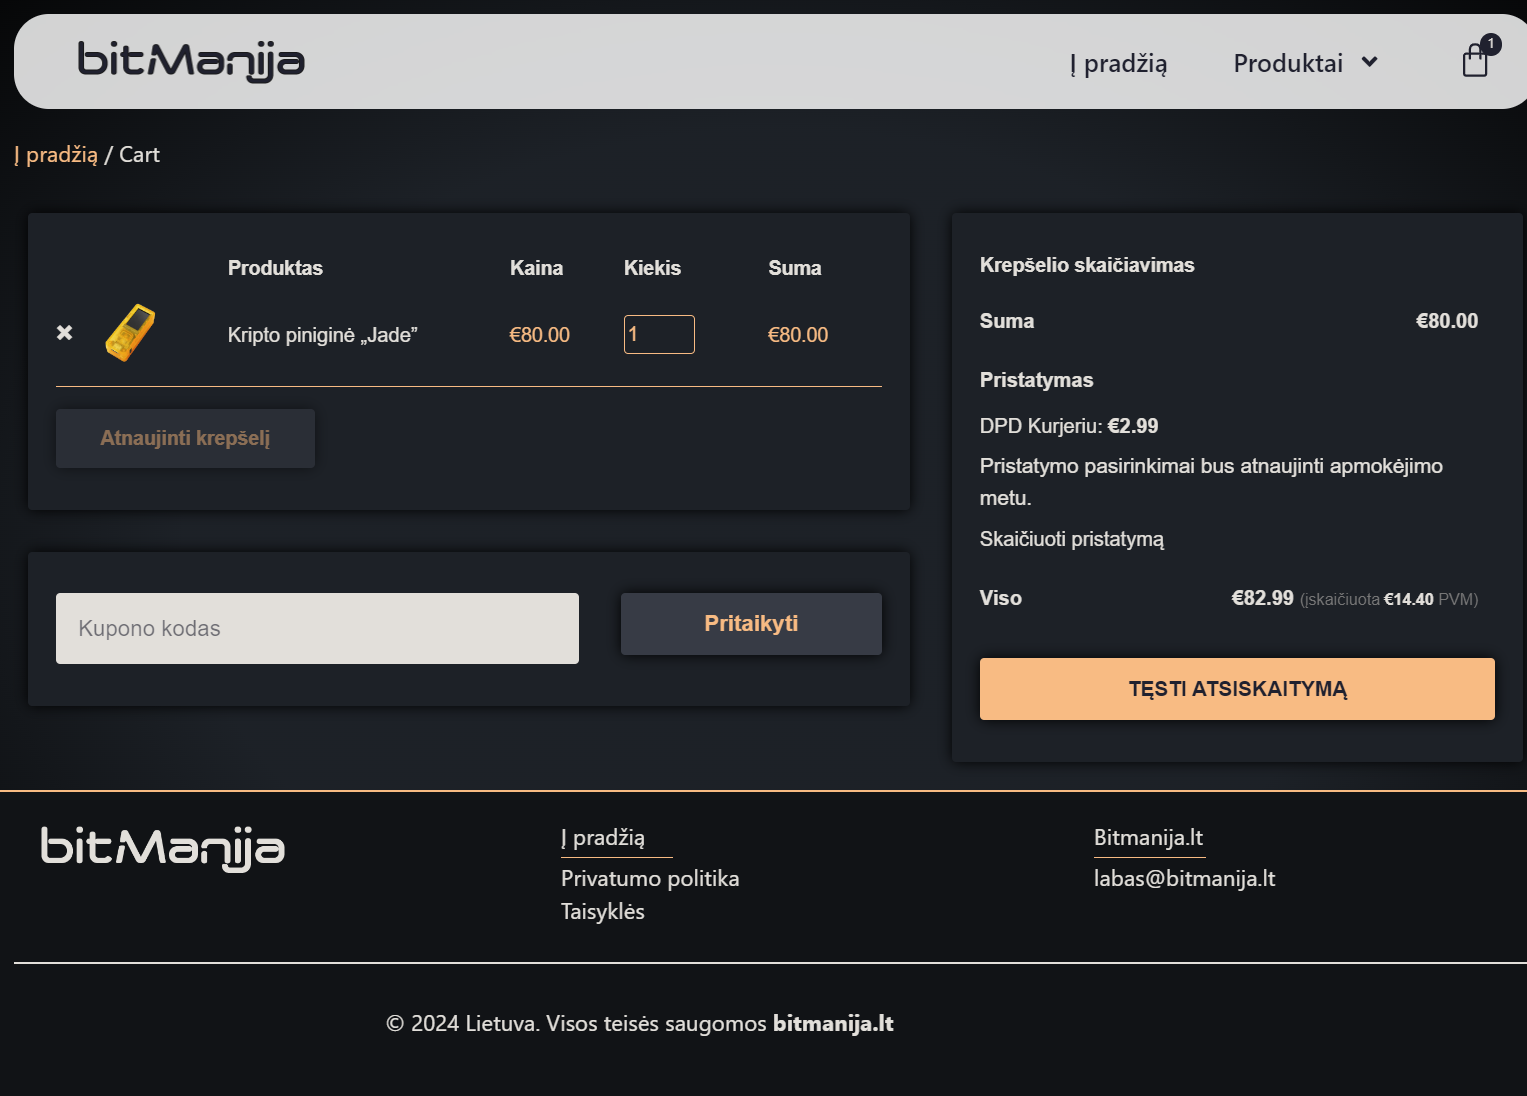 bitManija
Į pradžią
Produktai
1
Į pradžią / Cart
Produktas Kaina Kiekis Suma
Kripto piniginė „Jade” €80.00 1 €80.00
Atnaujinti krepšelį
Kupono kodas
Pritaikyti
Krepšelio skaičiavimas
Suma €80.00
Pristatymas
DPD Kurjeriu: €2.99
Pristatymo pasirinkimai bus atnaujinti apmokėjimo
metu.
Skaičiuoti pristatymą
Viso €82.99 (įskaičiuota €14.40 PVM)
TĘSTI ATSISKAITYMĄ
bitManija
Į pradžią
Privatumo politika
Taisyklės
Bitmanija.lt
labas@bitmanija.lt
© 2024 Lietuva. Visos teisės saugomos bitmanija.lt